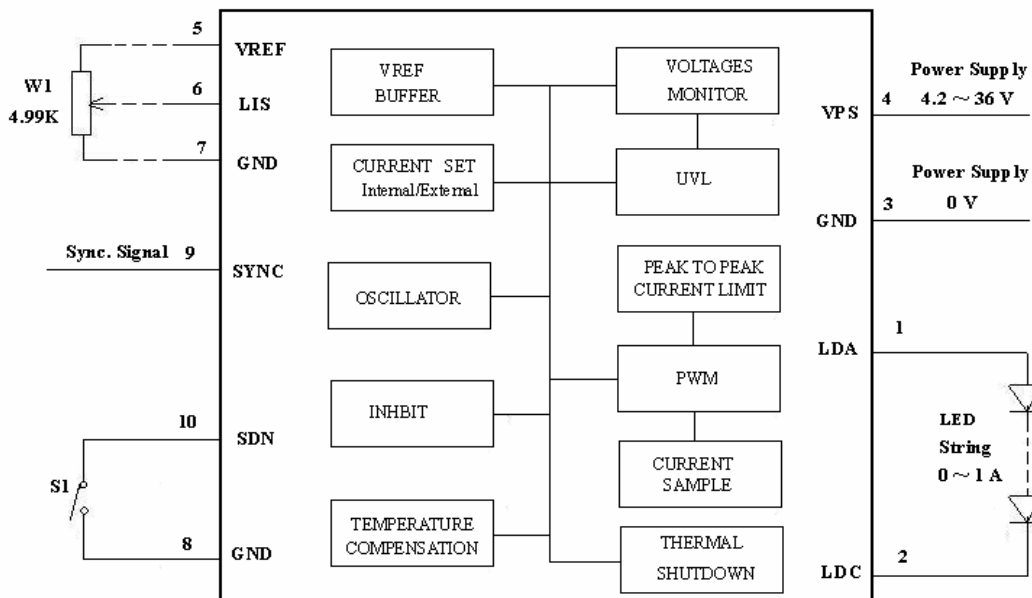 5
VREF
W1
4.99K
6
LIS
7
GND
Sync. Signal 9
SYNC
10
SDN
S1
8
GND
VREF
BUFFER
CURRENT SET
Internal/External
OSCILLATOR
INHBIT
TEMPERATURE
COMPENSATION
VOLTAGES
MONITOR
UVL
PEAK TO PEAK
CURRENT LIMIT
PWM
CURRENT
SAMPLE
THERMAL
SHUTDOWN
Power Supply
4 4.2 ~ 36 V
VPS
Power Supply
3 0 V
GND
1
LDA
LED
String
0 ~ 1 A
2
LDC